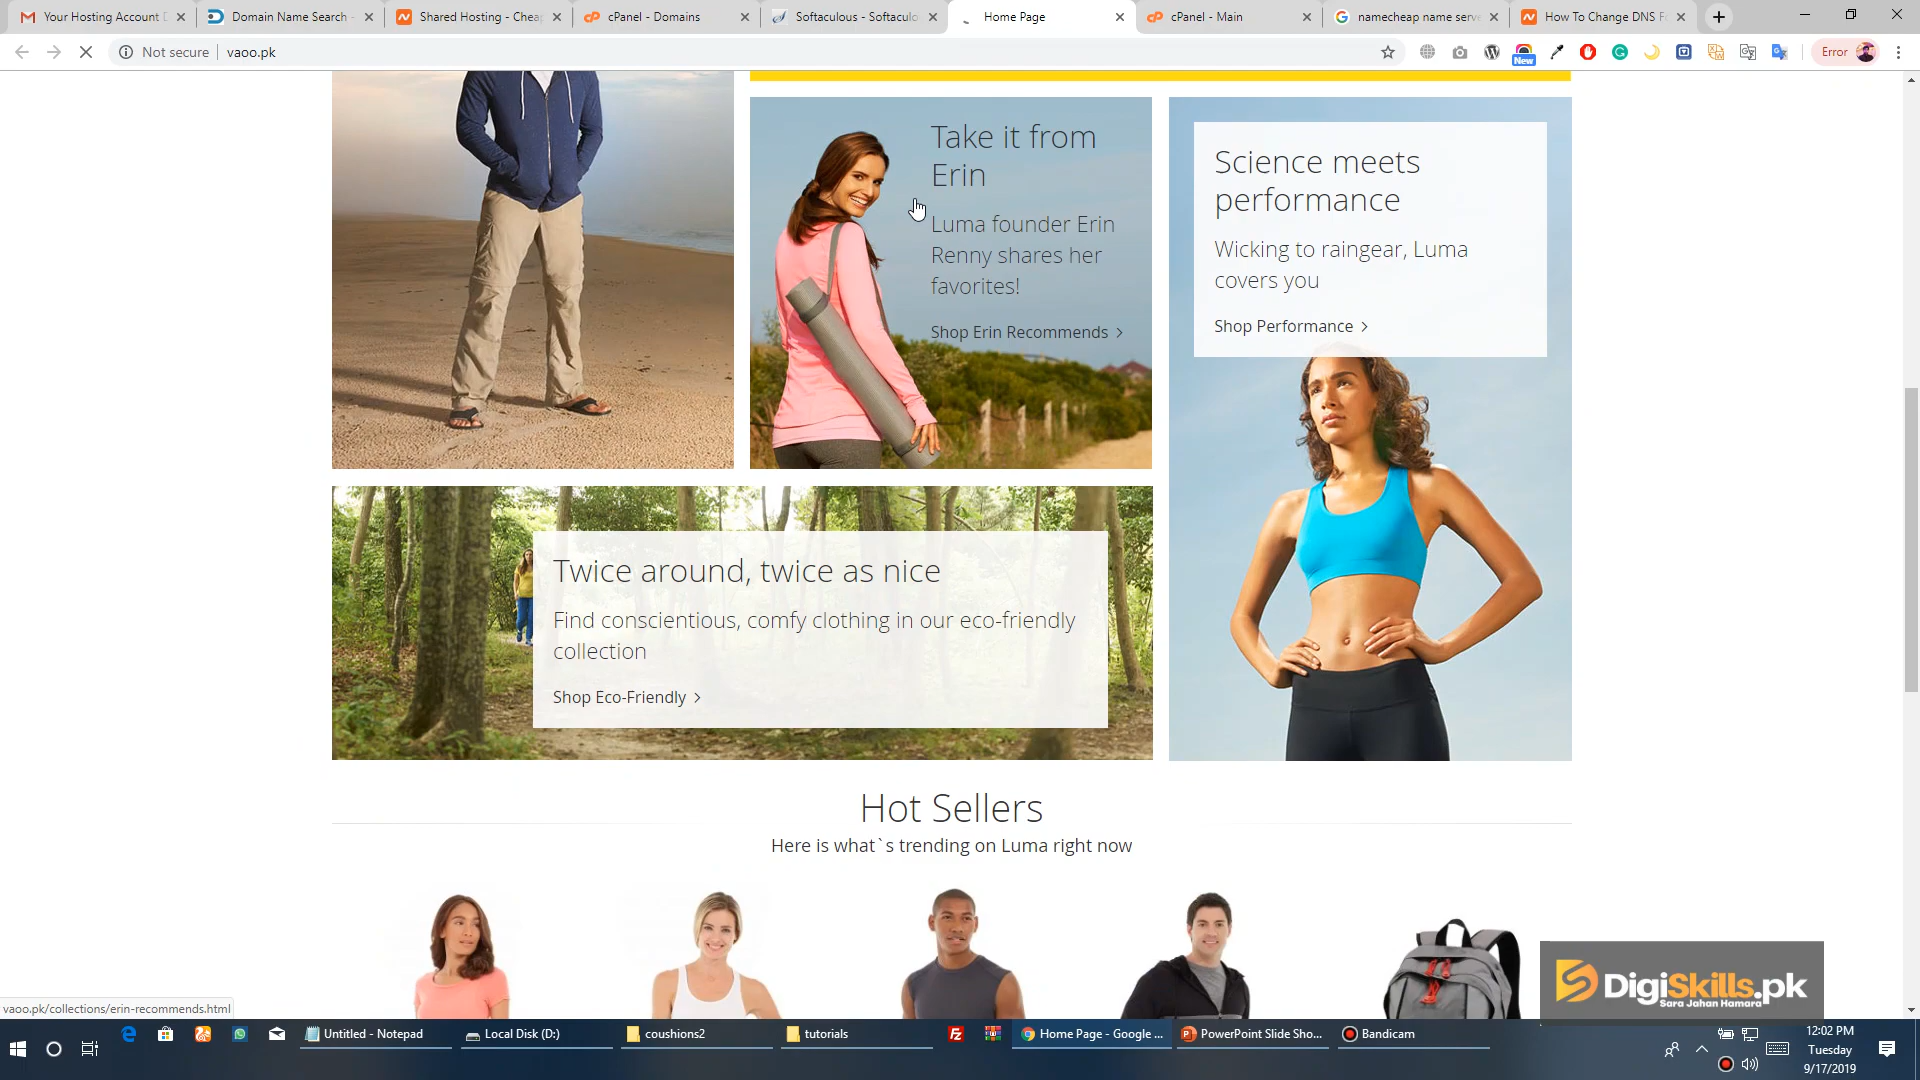 Your Hosting Account D
Domain Name Search -
Shared Hosting - Cheap
cPanel - Domains
Softaculous - Softaculo
Home Page
cPanel - Main
namecheap name serve
How To Change DNS F
Not secure
vaoo.pk
New
Error
Take it from
Erin
Luma founder Erin
Renny shares her
favorites!
Shop Erin Recommends
Science meets
performance
Wicking to raingear, Luma
covers you
Shop Performance
Twice around, twice as nice
Find conscientious, comfy clothing in our eco-friendly
collection
Shop Eco-Friendly
Hot Sellers
Here is what`s trending on Luma right now
DigiSkills.pk
Sara Jahan Hamara
vaoo.pk/collections/erin-recommends.html
Untitled - Notepad
Local Disk (D:)
coushions2
tutorials
Home Page - Google ...
PowerPoint Slide Sho...
Bandicam
12:02 PM
Tuesday
9/17/2019